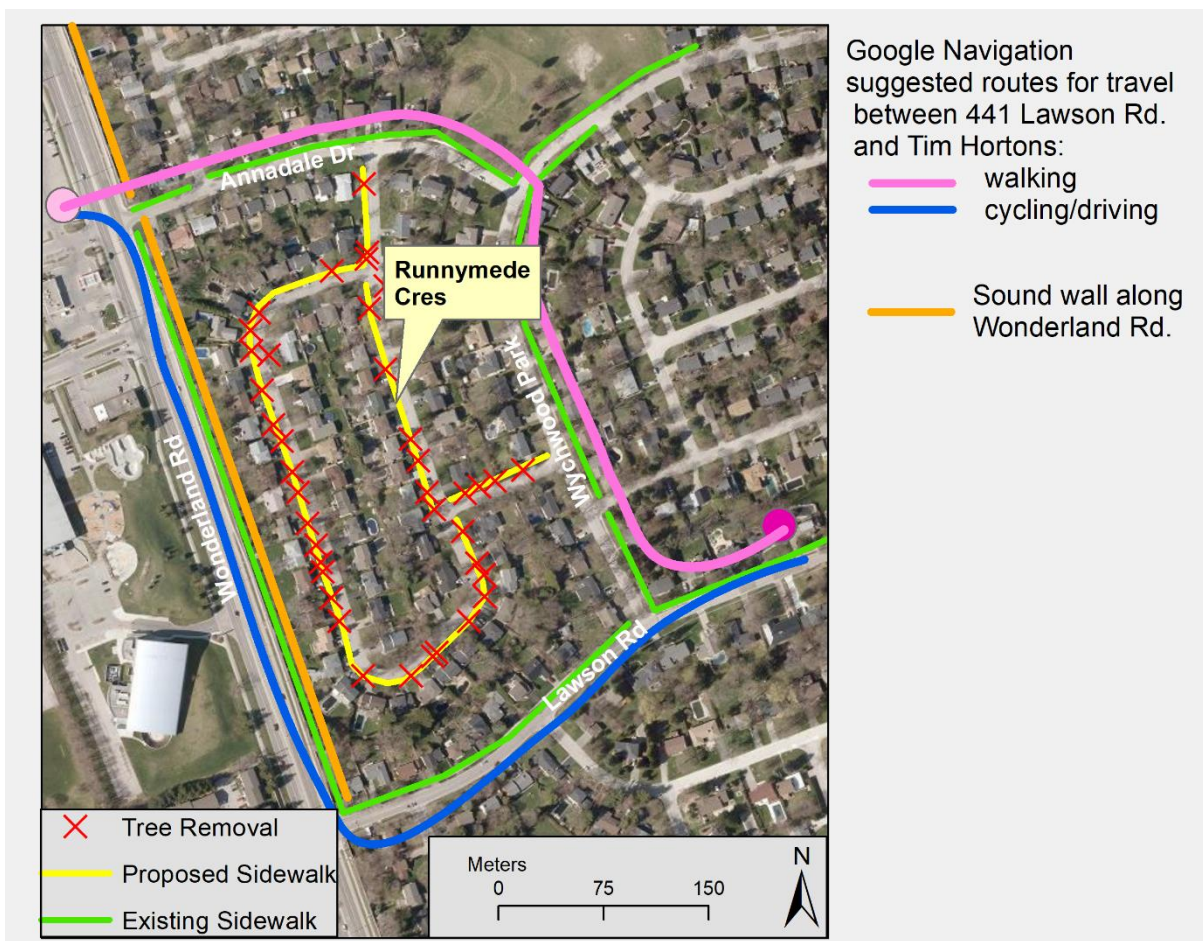 Google Navigation
suggested routes for travel
between 441 Lawson Rd.
and Tim Hortons:
walking
cycling/driving
Sound wall along
Wonderland Rd.
Annadale Dr
Runnymede
Cres
Wychwood Park
Wonderland Rd
Lawson Rd
Tree Removal
Proposed Sidewalk
Existing Sidewalk
Meters
0 75 150
N